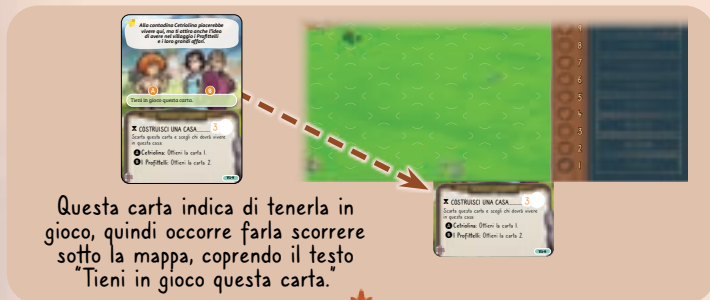 Alla contadina Cetriolina piacerebbe
vivere qui, ma ti attira anche l'idea
di avere nel villaggio i Profittelli
e i loro grandi affari.
A
B
Tieni in gioco questa carta.
COSTRUISCI UNA CASA 3
Scarta questa carta e scegli chi dovrà vivere
in questa casa:
A Cetriolina: Ottieni la carta 1.
B I Profittelli: Ottieni la carta 2.
8
7
6
5
4
3
2
1
COSTRUISCI UNA CASA 3
Scarta questa carta e scegli chi dovrà vivere
in questa casa:
A Cetriolina: Ottieni la carta 1.
B I Profittelli: Ottieni la carta 2.
Questa carta indica di tenerla in
gioco, quindi occorre farla scorrere
sotto la mappa, coprendo il testo
"Tieni in gioco questa carta."